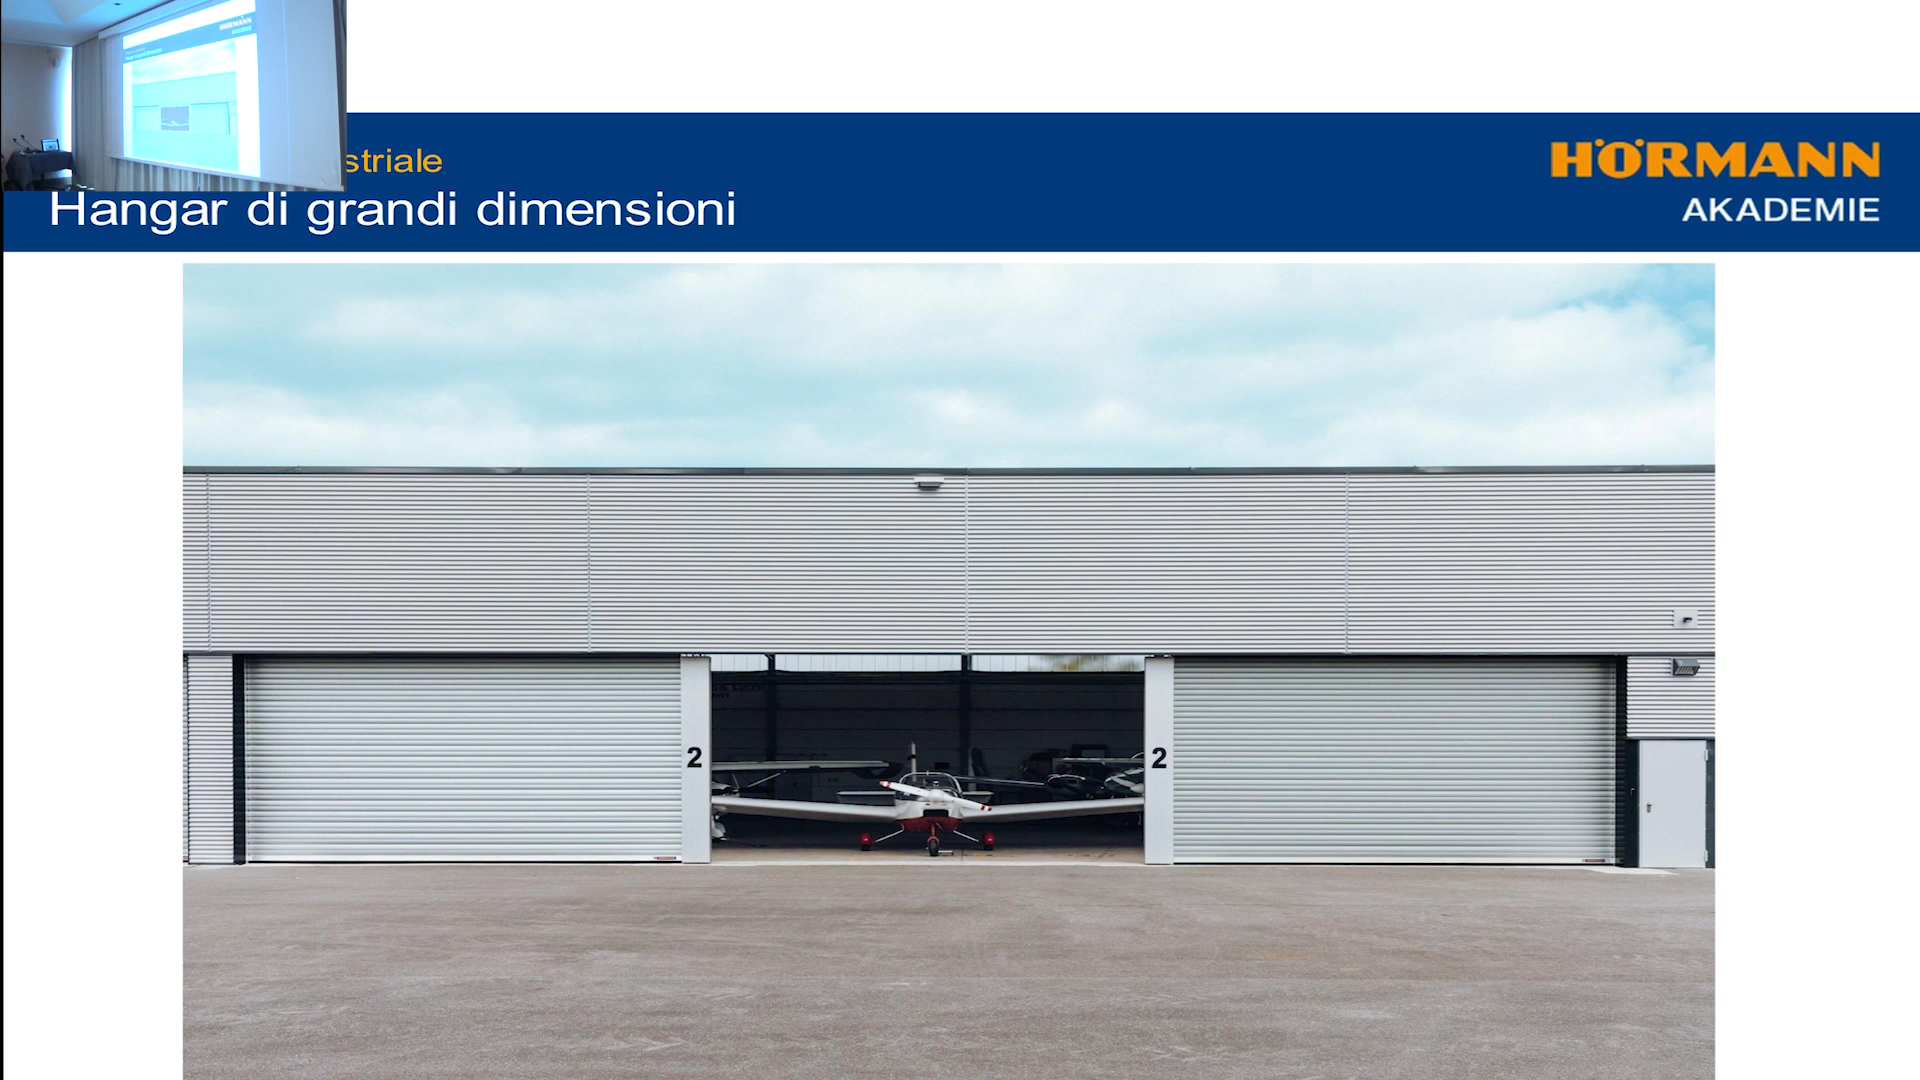 striale
Hangar di grandi dimensioni
HÖRMANN
AKADEMIE
2
2